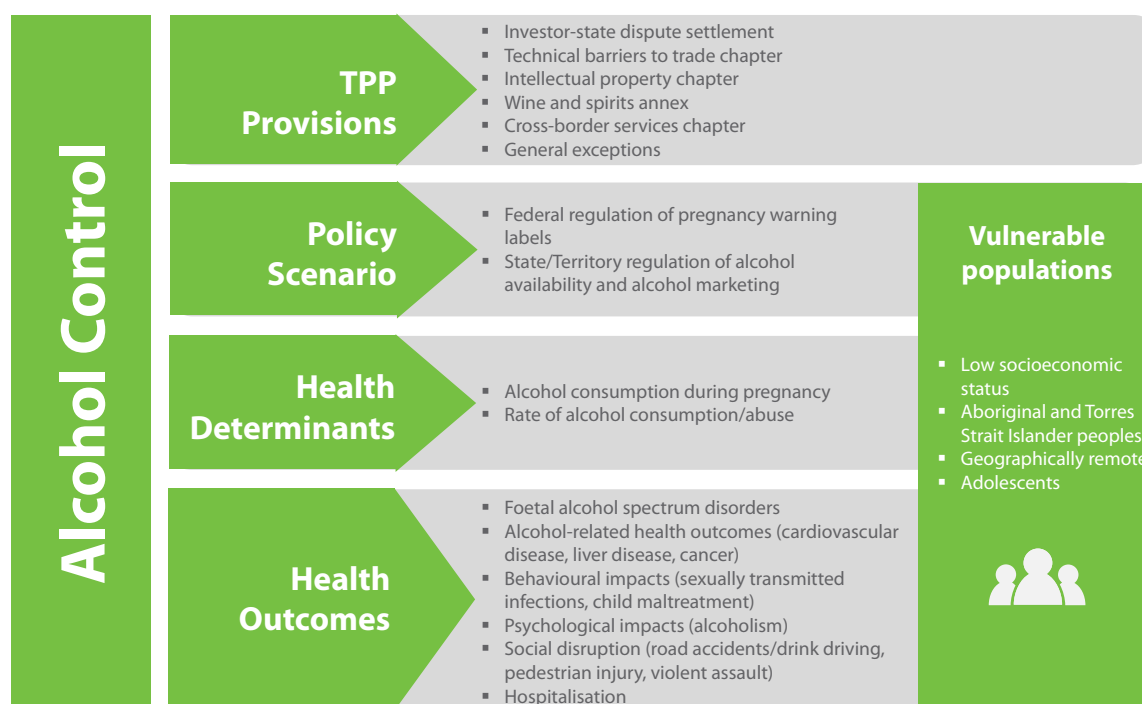 Alcohol Control
TPP
Provisions
▪ Investor-state dispute settlement
▪ Technical barriers to trade chapter
▪ Intellectual property chapter
▪ Wine and spirits annex
▪ Cross-border services chapter
▪ General exceptions
Policy
Scenario
▪ Federal regulation of pregnancy warning
labels
▪ State/Territory regulation of alcohol
availability and alcohol marketing
Health
Determinants
▪ Alcohol consumption during pregnancy
▪ Rate of alcohol consumption/abuse
Health
Outcomes
▪ Foetal alcohol spectrum disorders
▪ Alcohol-related health outcomes (cardiovascular
disease, liver disease, cancer)
▪ Behavioural impacts (sexually transmitted
infections, child maltreatment)
▪ Psychological impacts (alcoholism)
▪ Social disruption (road accidents/drink driving,
pedestrian injury, violent assault)
▪ Hospitalisation
Vulnerable
populations
▪ Low socioeconomic
status
▪ Aboriginal and Torres
Strait Islander peoples
▪ Geographically remote
▪ Adolescents